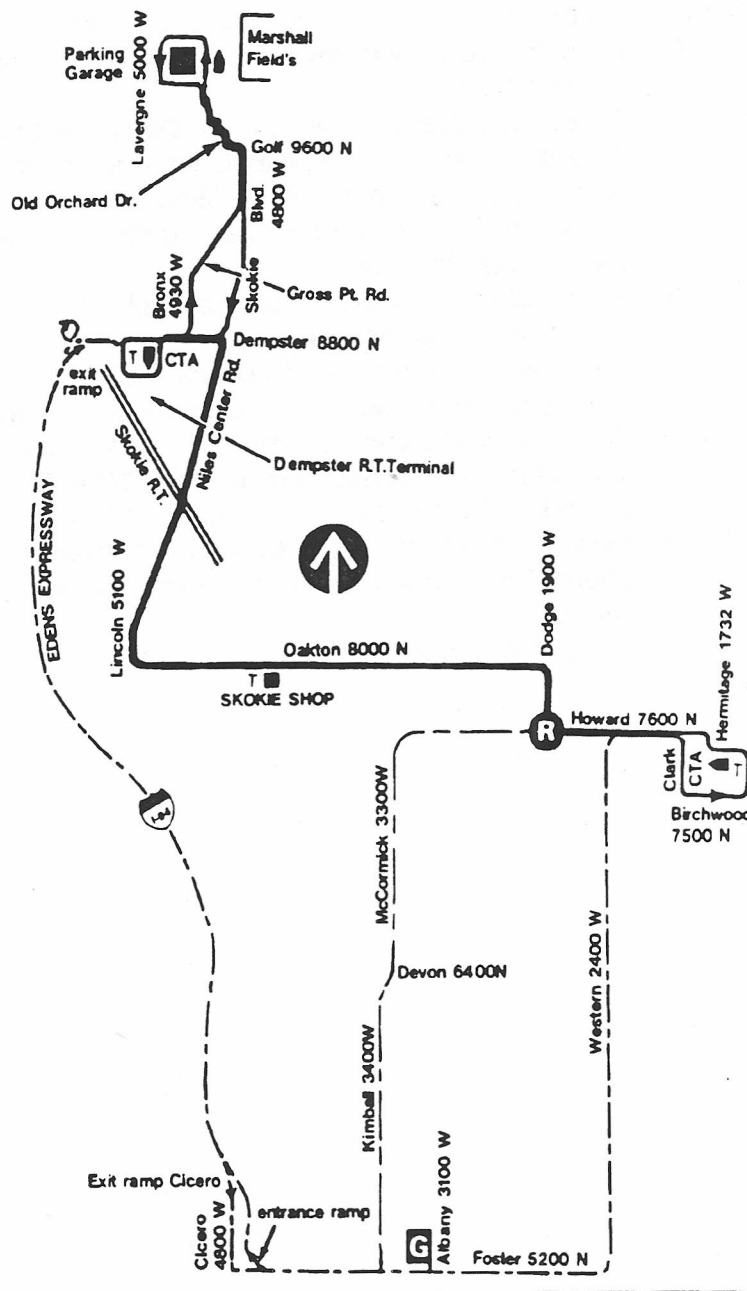 Parking
Garage
Lavergne 5000 W
Marshall
Field's
Golf 9600 N
Old Orchard Dr.
Blvd.
4800 W
Skokie
Bronx
4930 W
Gross Pt. Rd.
Dempster 8800 N
T
CTA
exit
ramp
Niles Center Rd.
Skokie R.T.
Dempster R.T. Terminal
EDENS EXPRESSWAY
Lincoln 5100 W
Dodge 1900 W
Oakton 8000 N
T
SKOKIE SHOP
Hermitage 1732 W
R
Howard 7600 N
Clark
CTA
T
Birchwood
7500 N
I-94
McCormick 3300W
Devon 6400N
Western 2400 W
Kimball 3400W
Exit ramp Cicero
Cicero
4800 W
entrance ramp
G
Albany 3100 W
Foster 5200 N